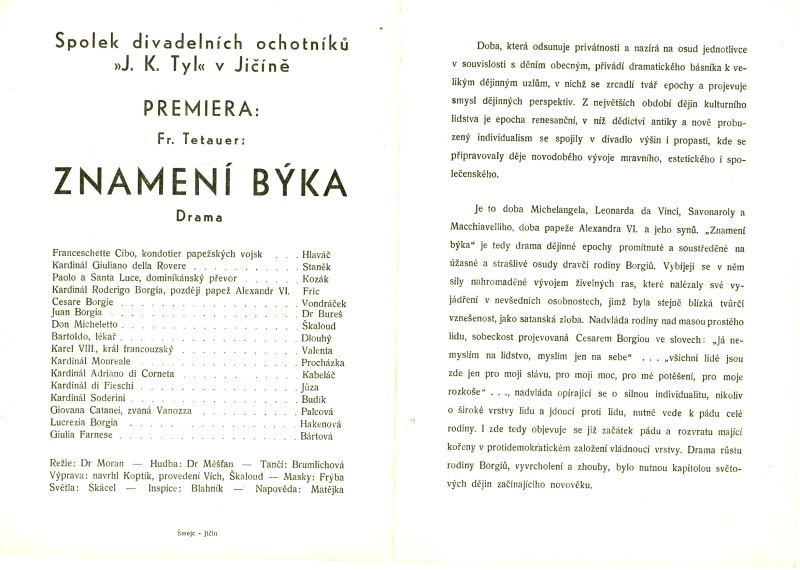 Spolek divadelních ochotníků
»J. K. Tyl« v Jičíně
PREMIERA:
Fr. Tetauer:
ZNAMENÍ BÝKA
Drama
Franceschette Cibo, kondotier papežských vojsk . . . Hlaváč
Kardinál Giuliano della Rovere . . . . . . . . . . Staněk
Paolo a Santa Luce, dominikánský převor . . . . . Kozák
Kardinál Roderigo Borgia, později papež Alexandr VI. Fric
Cesare Borgie . . . . . . . . . . . . . . . . Vondráček
Juan Borgia . . . . . . . . . . . . . . . . . Dr Bureš
Don Micheletto . . . . . . . . . . . . . . . . Škaloud
Bartoldo, lékař . . . . . . . . . . . . . . . . Dlouhý
Karel VIII., král francouzský . . . . . . . . . . . Valenta
Kardinál Monreale . . . . . . . . . . . . . . Procházka
Kardinál Adriano di Corneta . . . . . . . . . . . Kabeláč
Kardinál di Fieschi . . . . . . . . . . . . . . . Jůza
Kardinál Soderini . . . . . . . . . . . . . . . Budík
Giovana Catanei, zvaná Vanozza . . . . . . . . . Palcová
Lucrezia Borgia . . . . . . . . . . . . . . . Hakenová
Giulia Farnese . . . . . . . . . . . . . . . . Bártová
Režie: Dr Moran — Hudba: Dr Měšťan — Tančí: Brumlichová
Výprava: navrhl Koptík, provedení Vích, Škaloud — Masky: Frýba
Světla: Skácel — Inspice: Blahník — Napověda: Matějka
Šmejc - Jičín
Doba, která odsunuje privátnosti a nazírá na osud jednotlivce
v souvislosti s děním obecným, přivádí dramatického básníka k ve-
likým dějinným uzlům, v nichž se zrcadlí tvář epochy a projevuje
smysl dějinných perspektiv. Z největších období dějin kulturního
lidstva je epocha renesanční, v níž dědictví antiky a nově probu-
zený individualism se spojily v divadlo výšin i propastí, kde se
připravovaly děje novodobého vývoje mravního, estetického i spo-
lečenského.
Je to doba Michelangela, Leonarda da Vinci, Savonaroly a
Macchiavelliho, doba papeže Alexandra VI. a jeho synů. „Znamení
býka“ je tedy drama dějinné epochy promítnuté a soustředěné na
úžasné a strašlivé osudy dravčí rodiny Borgiů. Vybíjejí se v něm
síly nahromaděné vývojem živelných ras, které nalézaly své vy-
jádření v nevšedních osobnostech, jimž byla stejně blízká tvůrčí
vznešenost, jako satanská zloba. Nadvláda rodiny nad masou prostého
lidu, sobeckost projevovaná Cesarem Borgiou ve slovech: „Já ne-
myslím na lidstvo, myslím jen na sebe“ . . . „všichni lidé jsou
zde jen pro moji slávu, pro moji moc, pro mé potěšení, pro moje
rozkoše“ . . ., nadvláda opírající se o silnou individualitu, nikoliv
o široké vrstvy lidu a jdoucí proti lidu, nutně vede k pádu celé
rodiny. I zde tedy objevuje se již začátek pádu a rozvratu mající
kořeny v protidemokratickém založení vládnoucí vrstvy. Drama růstu
rodiny Borgiů, vyvrcholení a zhouby, bylo nutnou kapitolou světo-
vých dějin začínajícího novověku.